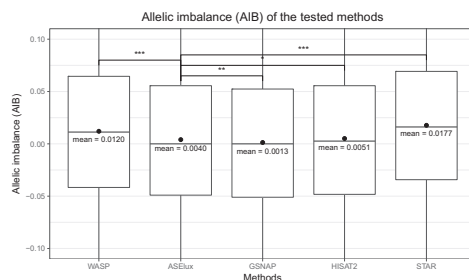 Allelic imbalance (AIB) of the tested methods
Allelic imbalance (AIB)
0.10
0.05
0.00
−0.05
−0.10
***
***
*
**
mean = 0.0120
mean = 0.0040
mean = 0.0013
mean = 0.0051
mean = 0.0177
WASP
ASElux
GSNAP
HISAT2
STAR
Methods